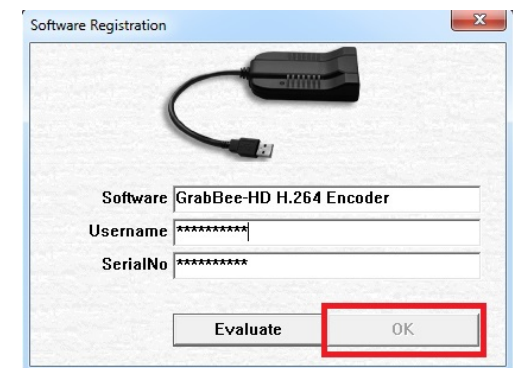 Software Registration
Software GrabBee-HD H.264 Encoder
Username **********
SerialNo **********
Evaluate OK